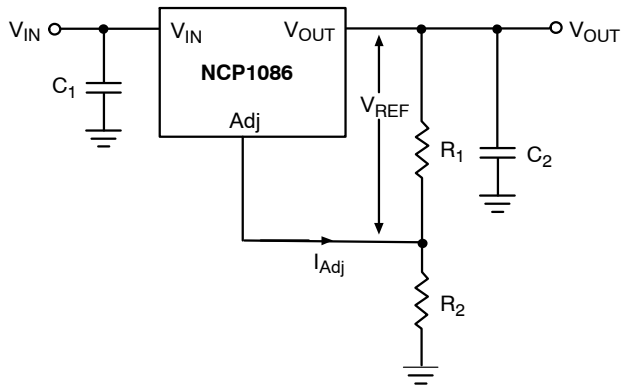 V_IN
V_IN
V_OUT
V_OUT
NCP1086
C_1
Adj
V_REF
R_1
C_2
I_Adj
R_2